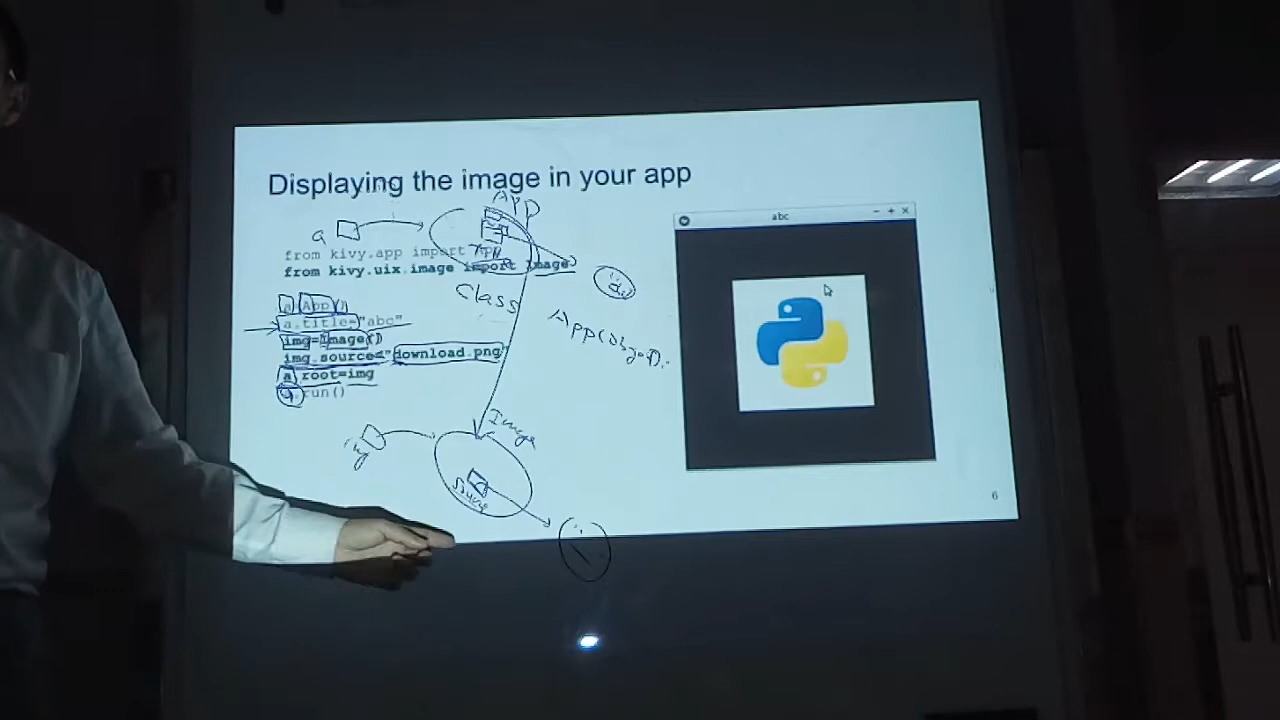 Displaying the image in your app
App
a
from kivy.app import App
from kivy.uix.image import Image
Class
a App()
a.title="abc"
img=Image()
img.source="download.png"
a.root=img
.run()
Image
source
abc
6